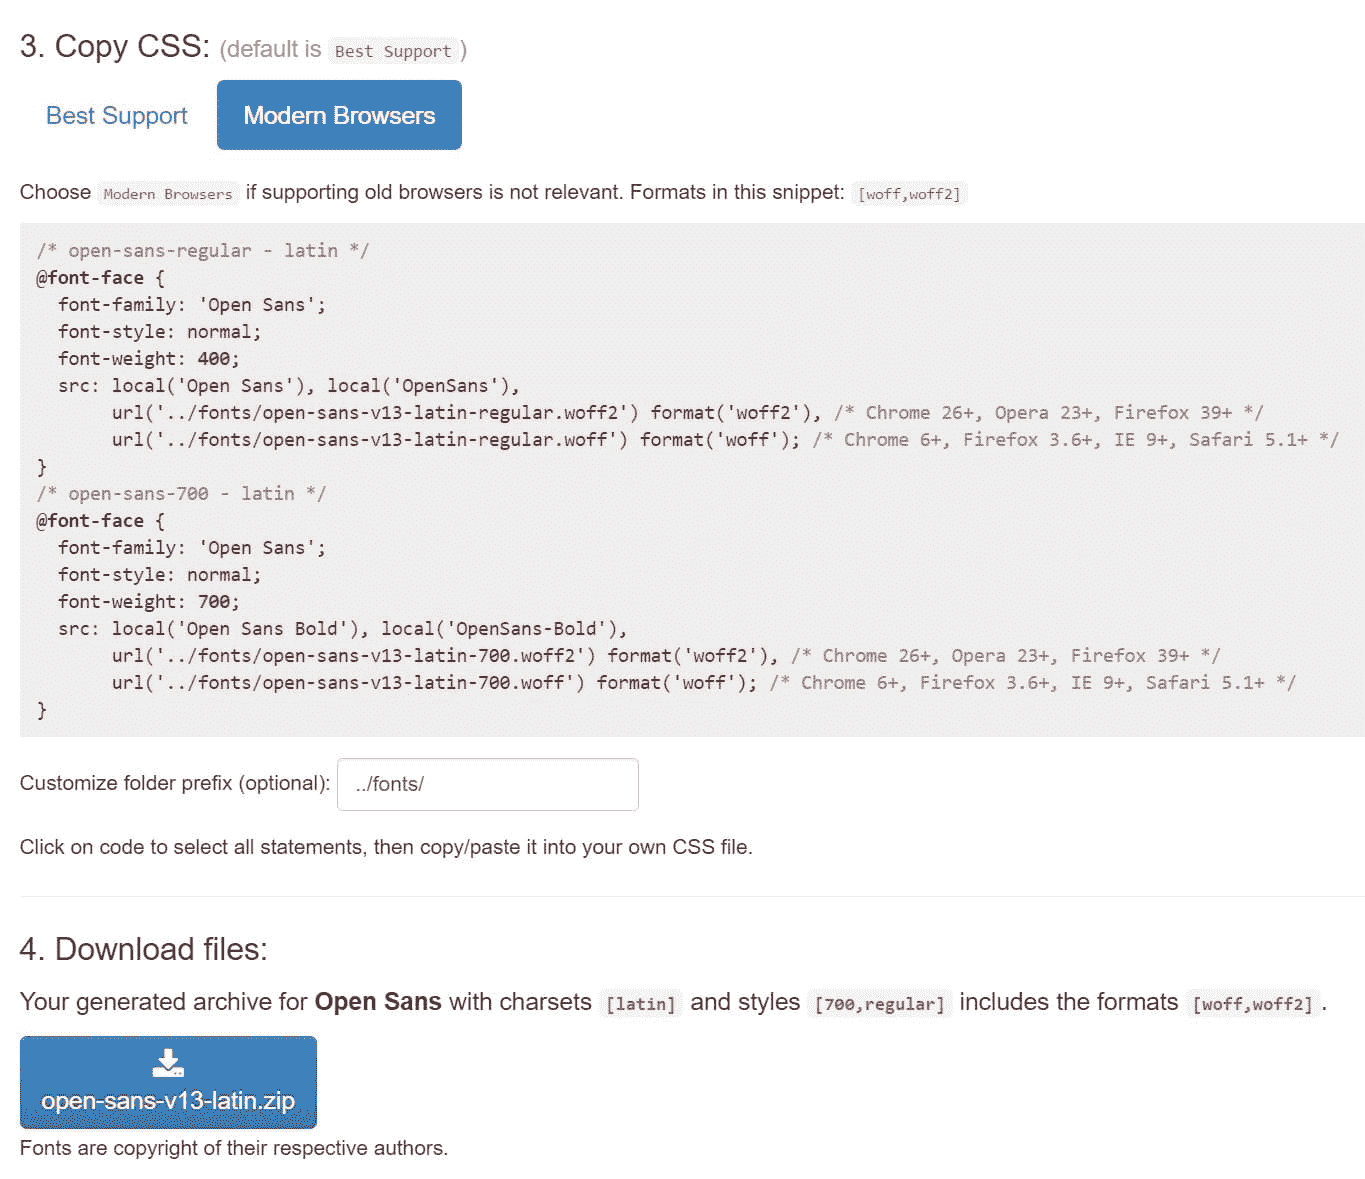 3. Copy CSS: (default is Best Support)
Best Support Modern Browsers
Choose Modern Browsers if supporting old browsers is not relevant. Formats in this snippet: [woff,woff2]
/* open-sans-regular - latin */
@font-face {
  font-family: 'Open Sans';
  font-style: normal;
  font-weight: 400;
  src: local('Open Sans'), local('OpenSans'),
       url('../fonts/open-sans-v13-latin-regular.woff2') format('woff2'), /* Chrome 26+, Opera 23+, Firefox 39+ */
       url('../fonts/open-sans-v13-latin-regular.woff') format('woff'); /* Chrome 6+, Firefox 3.6+, IE 9+, Safari 5.1+ */
}
/* open-sans-700 - latin */
@font-face {
  font-family: 'Open Sans';
  font-style: normal;
  font-weight: 700;
  src: local('Open Sans Bold'), local('OpenSans-Bold'),
       url('../fonts/open-sans-v13-latin-700.woff2') format('woff2'), /* Chrome 26+, Opera 23+, Firefox 39+ */
       url('../fonts/open-sans-v13-latin-700.woff') format('woff'); /* Chrome 6+, Firefox 3.6+, IE 9+, Safari 5.1+ */
}
Customize folder prefix (optional): ../fonts/
Click on code to select all statements, then copy/paste it into your own CSS file.
4. Download files:
Your generated archive for Open Sans with charsets [latin] and styles [700,regular] includes the formats [woff,woff2].
open-sans-v13-latin.zip
Fonts are copyright of their respective authors.